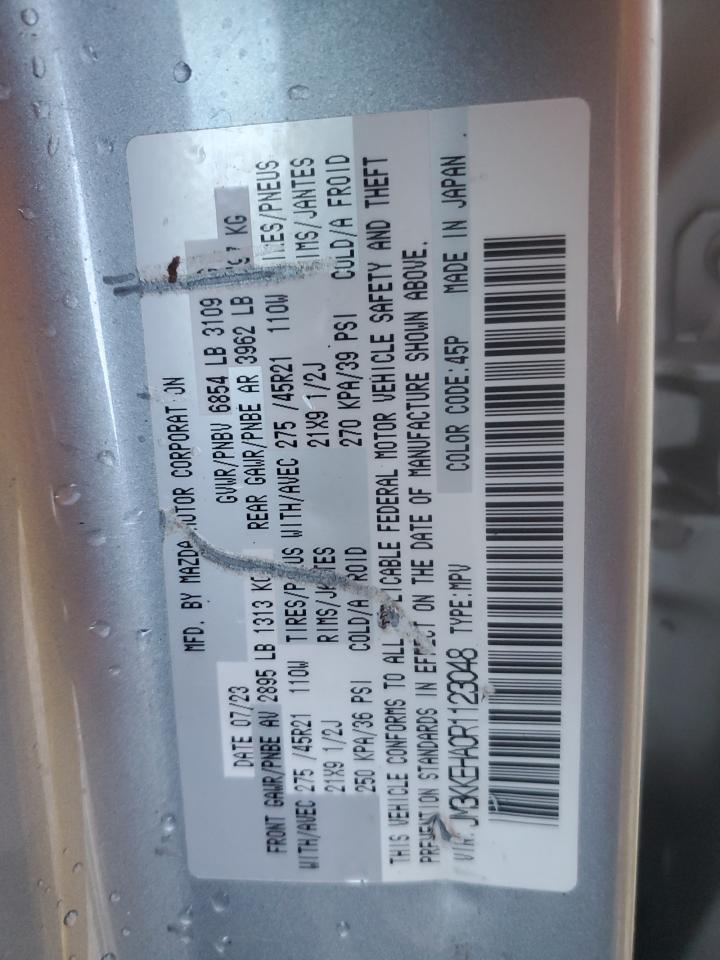 MFD. BY MAZDA MOTOR CORPORATION
DATE 07/23 GVWR/PNBV 6854 LB 3109
FRONT GAWR/PNBE AV 2895 LB 1313 KG REAR GAWR/PNBE AR 3962 LB KG
WITH/AVEC 275 /45R21 110W TIRES/PNEUS WITH/AVEC 275 /45R21 110W TIRES/PNEUS
21X9 1/2J RIMS/JANTES 21X9 1/2J RIMS/JANTES
250 KPA/36 PSI COLD/A FROID 270 KPA/39 PSI COLD/A FROID
THIS VEHICLE CONFORMS TO ALL APPLICABLE FEDERAL MOTOR VEHICLE SAFETY AND THEFT
PREVENTION STANDARDS IN EFFECT ON THE DATE OF MANUFACTURE SHOWN ABOVE.
VIN: JM3KKEHA0R1123048 TYPE:MPV COLOR CODE:45P MADE IN JAPAN